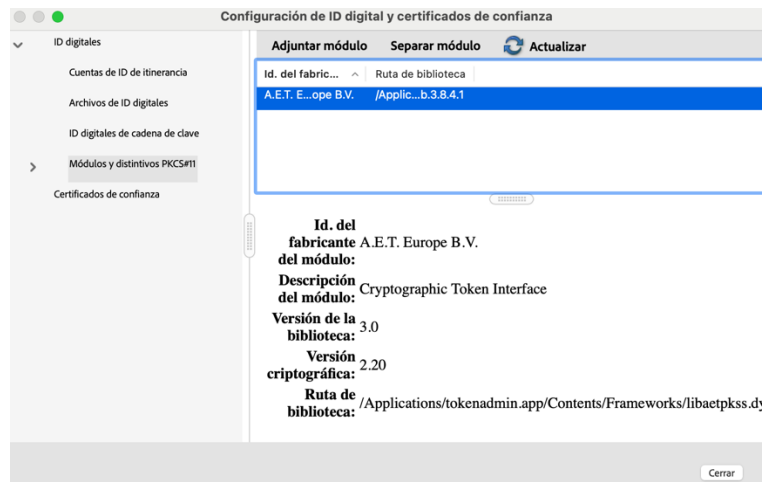 Configuración de ID digital y certificados de confianza
ID digitales
Cuentas de ID de itinerancia
Archivos de ID digitales
ID digitales de cadena de clave
Módulos y distintivos PKCS#11
Certificados de confianza
Adjuntar módulo Separar módulo Actualizar
Id. del fabric... Ruta de biblioteca
A.E.T. E...ope B.V. /Applic...b.3.8.4.1
Id. del
fabricante A.E.T. Europe B.V.
del módulo:
Descripción
del módulo: Cryptographic Token Interface
Versión de la
biblioteca: 3.0
Versión
criptográfica: 2.20
Ruta de
biblioteca: /Applications/tokenadmin.app/Contents/Frameworks/libaetpkss.dy
Cerrar